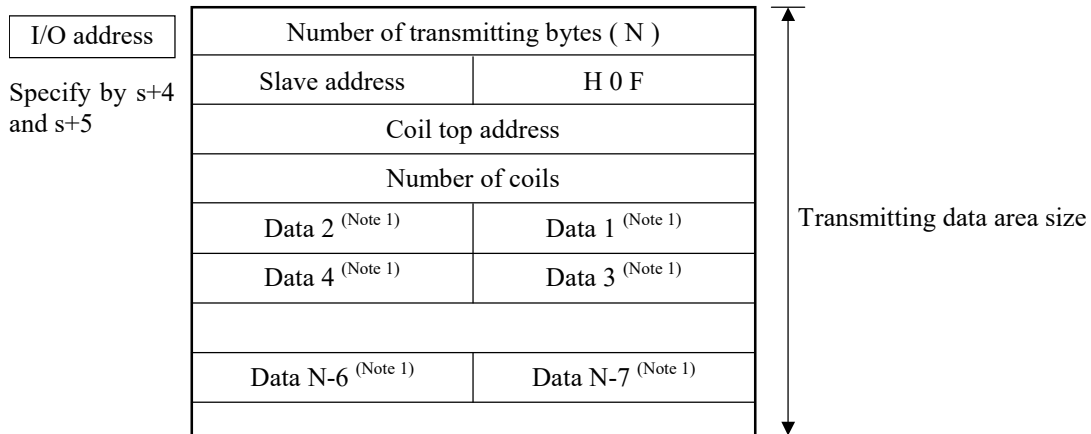 I/O address
Number of transmitting bytes ( N )
Slave address H 0 F
Specify by s+4
and s+5
Coil top address
Number of coils
Data 2 (Note 1) Data 1 (Note 1)
Transmitting data area size
Data 4 (Note 1) Data 3 (Note 1)
Data N-6 (Note 1) Data N-7 (Note 1)